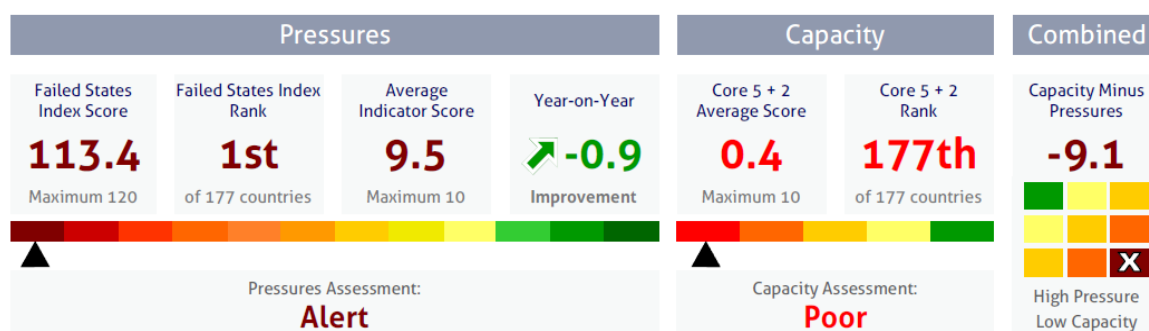 Pressures
Capacity
Combined
Failed States
Index Score
113.4
Maximum 120
Failed States Index
Rank
1st
of 177 countries
Average
Indicator Score
9.5
Maximum 10
Year-on-Year
-0.9
Improvement
Core 5 + 2
Average Score
0.4
Maximum 10
Core 5 + 2
Rank
177th
of 177 countries
Capacity Minus
Pressures
-9.1
X
Pressures Assessment:
Alert
Capacity Assessment:
Poor
High Pressure
Low Capacity